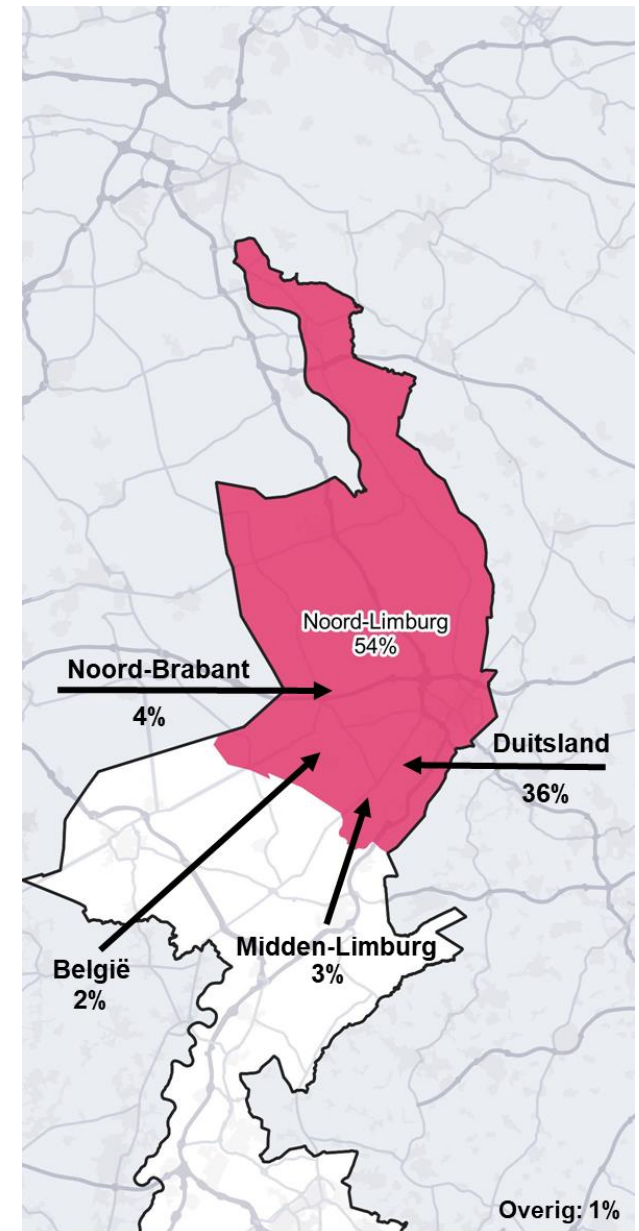 Noord-Limburg
54%
Noord-Brabant
4%
Duitsland
36%
Midden-Limburg
3%
België
2%
Overig: 1%